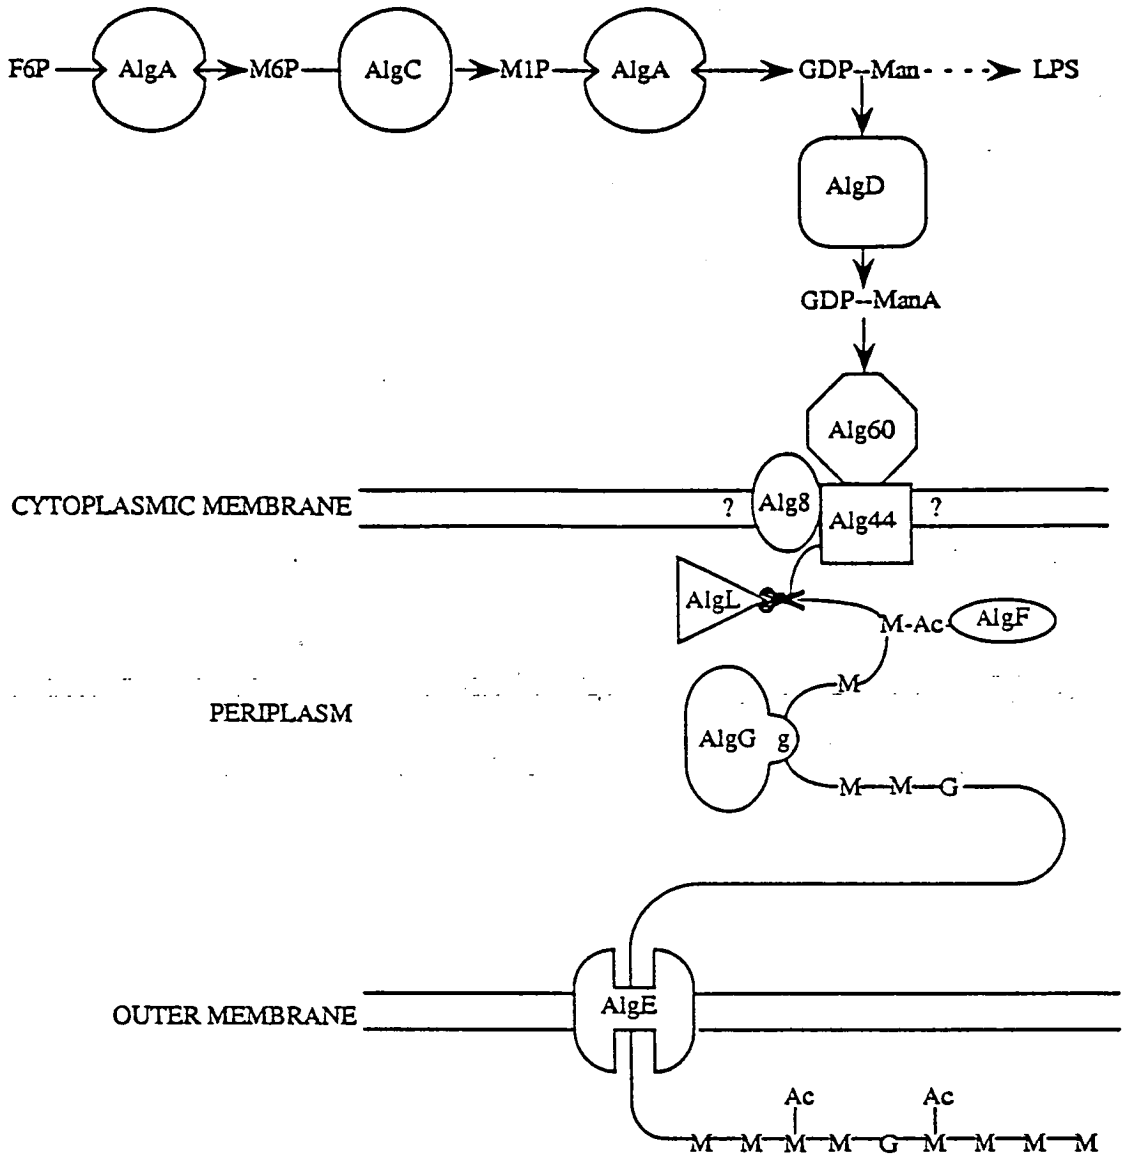 F6P AlgA M6P AlgC M1P AlgA GDP-Man LPS
AlgD
GDP-ManA
Alg60
CYTOPLASMIC MEMBRANE ? Alg8 Alg44 ?
AlgL
M-Ac- AlgF
M
PERIPLASM
AlgG g
M M G
OUTER MEMBRANE AlgE
Ac Ac
M M M M G M M M M